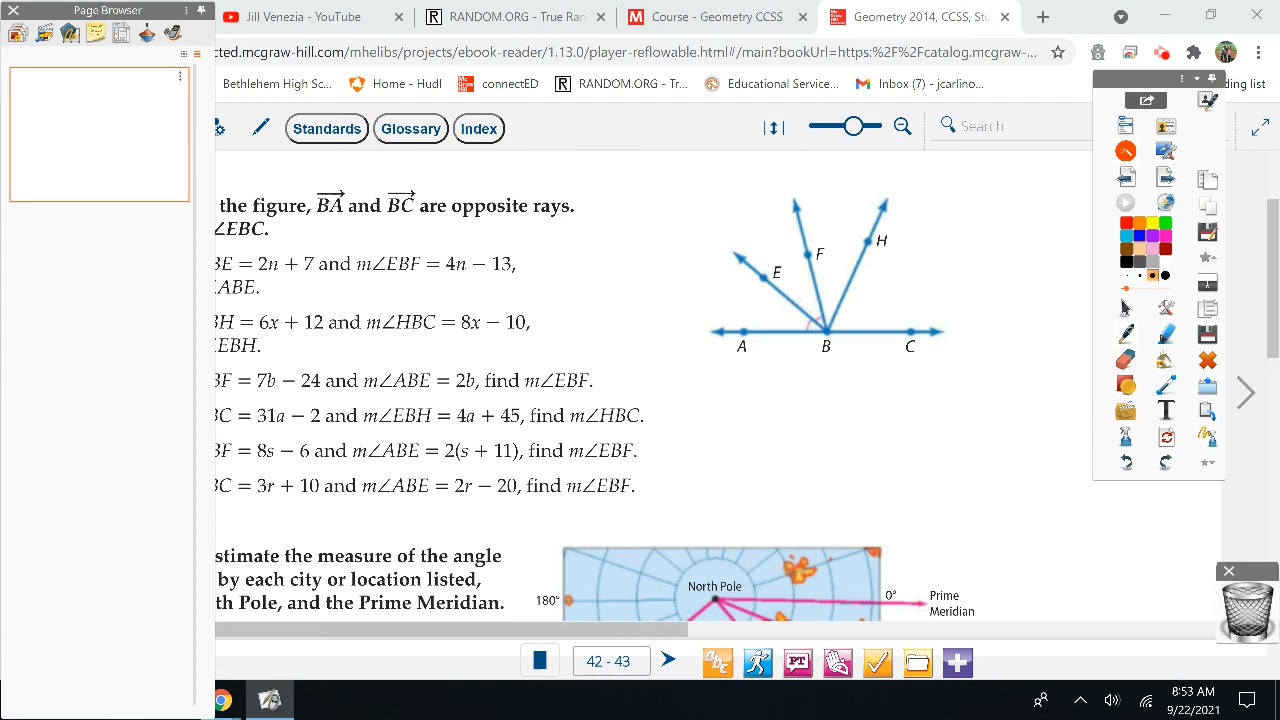 Page Browser
Jill Venezia - YouTube
RANDOM.ORG - True Ra
Course - MGRM CLASS
Geometry 2014 CCSS, St
cted.mcgraw-hill.com/mhelibs/projects/ebook-reader/1.13.0/player-reflowable.html#/main?bookUrl=https:%2F%2Fcatalog.mcgraw-...
Bethlehem High Sc...
Home - Hudl
connectED
RANDOM.ORG - Tr...
Educational Service...
Inbox (7) - jcarlino...
ding list
Standards
Glossary
Index
Search
the figure, BA and BC are opposite rays.
∠EBC.
BE = 2n + 7 and m∠EBF = 4n − 13,
∠ABE.
BH = 6x + 12 and m∠HBC = 8x − 10,
∠EBH.
BF = 7b − 24 and m∠ABE = 2b, find m∠EBF.
BC = 31a − 2 and m∠EBH = 4a + 45, find m∠HBC.
BF = 8s − 6 and m∠ABE = 2(s + 11), find m∠EBF.
BC = 3r + 10 and m∠ABE = 2r − 20, find m∠EBF.
E
F
H
A
B
C
stimate the measure of the angle
by each city or location listed,
th Pole, and the Prime Meridian.
North Pole
180°
0°
Prime
Meridian
42 - 43
abc
PT
8:53 AM
9/22/2021